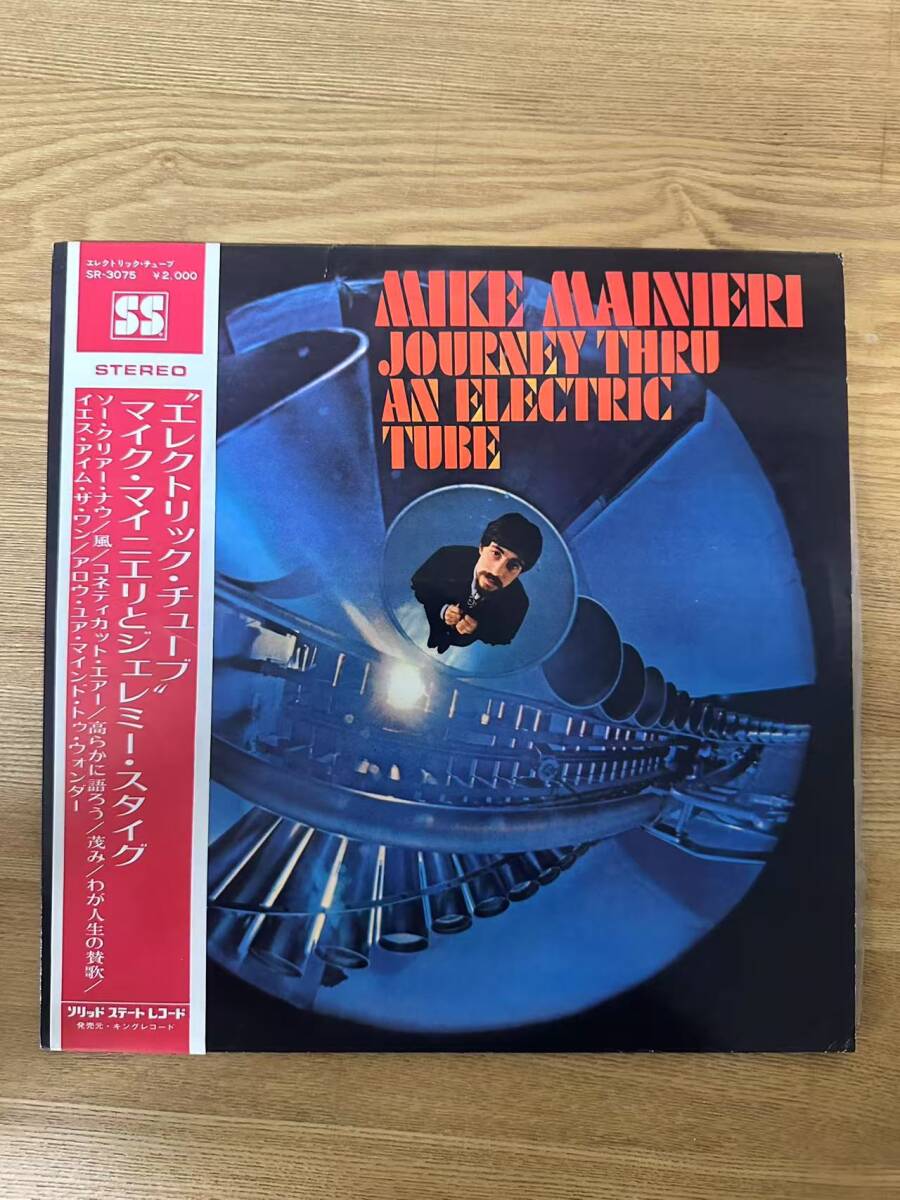 エレクトリック・チューブ
SR-3075 ¥2,000
SS
STEREO
“エレクトリック・チューブ”
マイク・マイニエリとジェレミー・スタイグ
ソー・クリアー・ナウ/風/コネティカット・エアー/高らかに語ろう/茂み/わが人生の賛歌/
イエス・アイム・ザ・ワン/アロウ・ユア・マインド・トゥ・ウォンダー
ソリッド ステート レコード
発売元・キングレコード
MIKE MAINIERI
JOURNEY THRU
AN ELECTRIC
TUBE